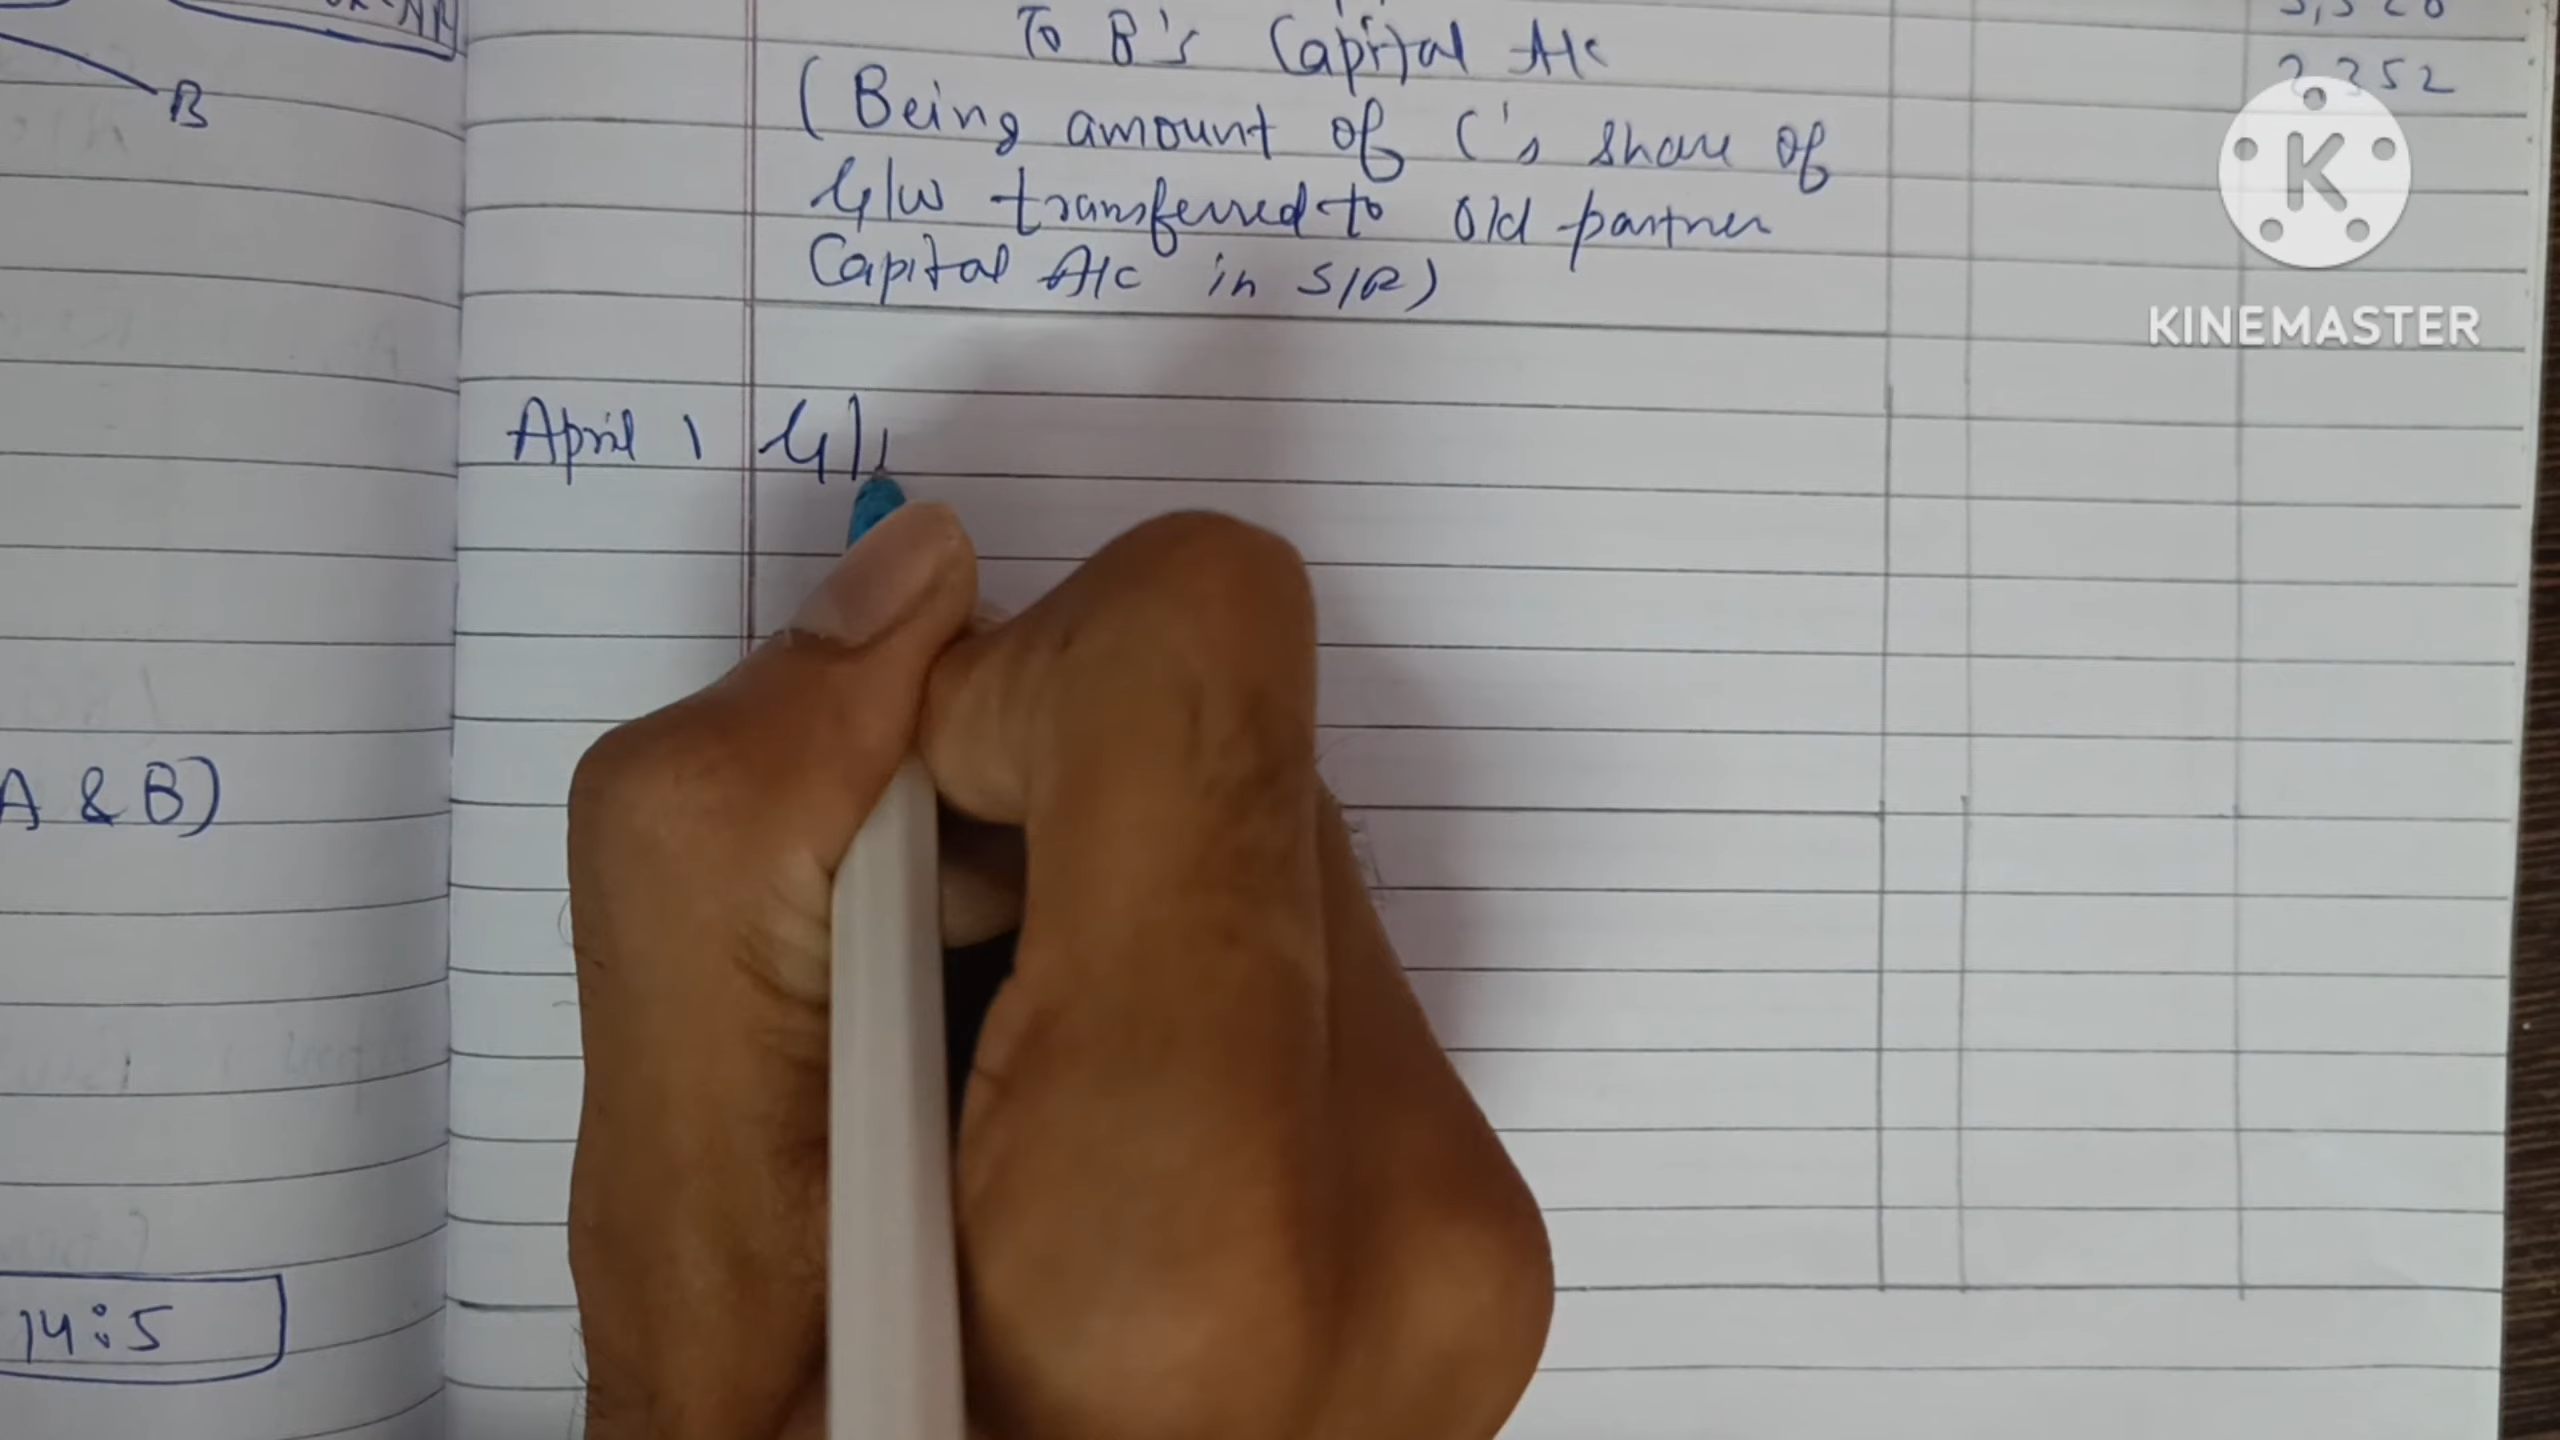 B
A & B)
14:5
To B's Capital A/c
2,352
(Being amount of C's share of
G/W transferred to Old partner
Capital A/c in S/R)
April 1 G/
KINEMASTER